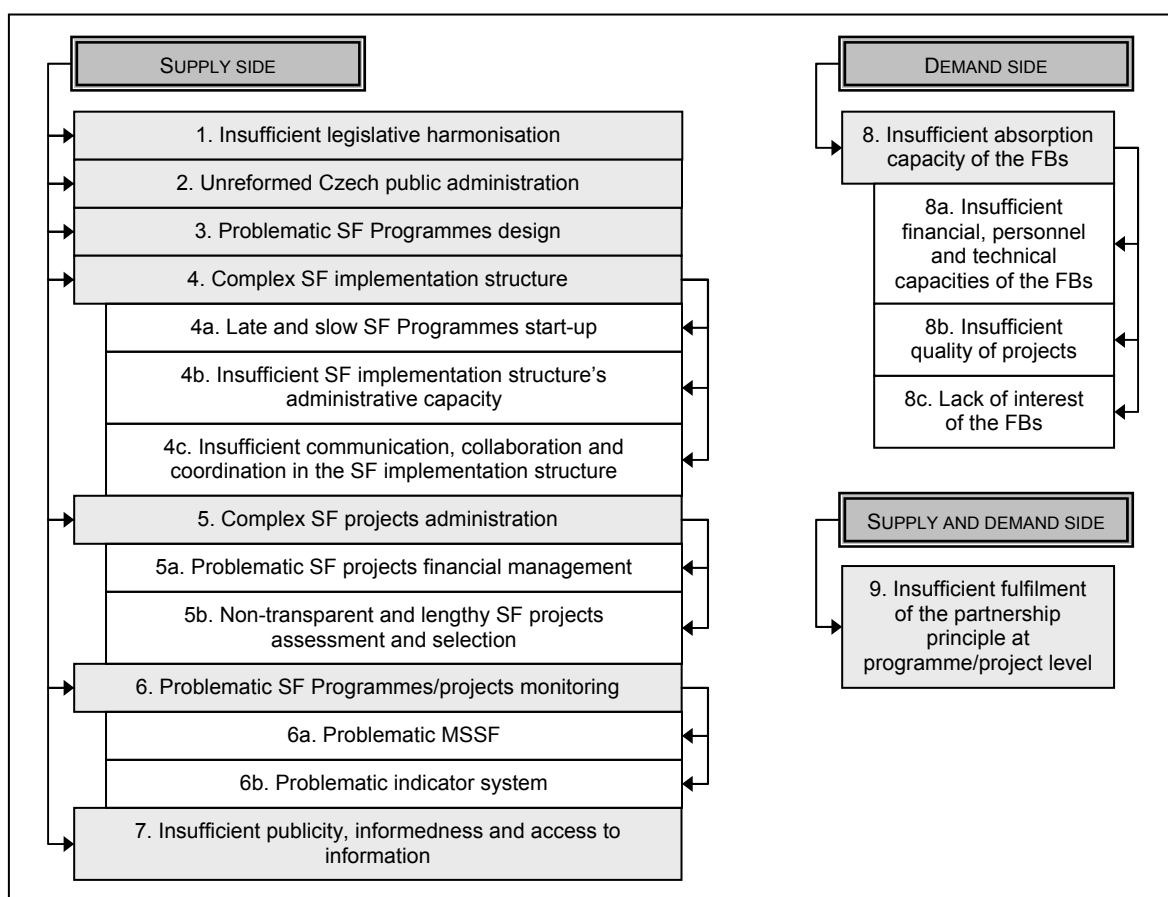 SUPPLY SIDE
1. Insufficient legislative harmonisation
2. Unreformed Czech public administration
3. Problematic SF Programmes design
4. Complex SF implementation structure
4a. Late and slow SF Programmes start-up
4b. Insufficient SF implementation structure’s
administrative capacity
4c. Insufficient communication, collaboration and
coordination in the SF implementation structure
5. Complex SF projects administration
5a. Problematic SF projects financial management
5b. Non-transparent and lengthy SF projects
assessment and selection
6. Problematic SF Programmes/projects monitoring
6a. Problematic MSSF
6b. Problematic indicator system
7. Insufficient publicity, informedness and access to
information
DEMAND SIDE
8. Insufficient absorption
capacity of the FBs
8a. Insufficient
financial, personnel
and technical
capacities of the FBs
8b. Insufficient
quality of projects
8c. Lack of interest
of the FBs
SUPPLY AND DEMAND SIDE
9. Insufficient fulfilment
of the partnership
principle at
programme/project level